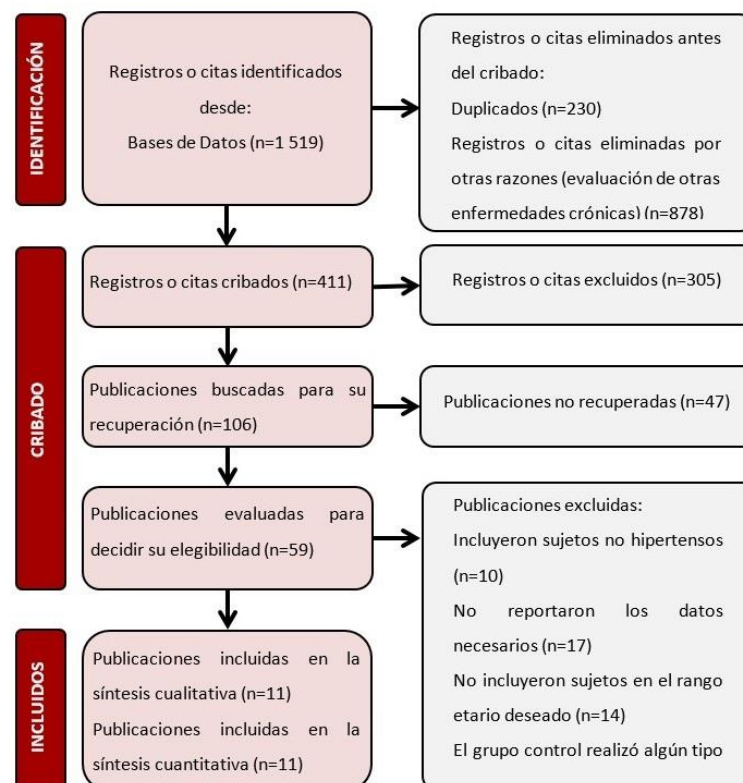 IDENTIFICACIÓN
Registros o citas identificados
desde:
Bases de Datos (n=1 519)
Registros o citas eliminados antes
del cribado:
Duplicados (n=230)
Registros o citas eliminadas por
otras razones (evaluación de otras
enfermedades crónicas) (n=878)
CRIBADO
Registros o citas cribados (n=411)
Registros o citas excluidos (n=305)
Publicaciones buscadas para su
recuperación (n=106)
Publicaciones no recuperadas (n=47)
Publicaciones evaluadas para
decidir su elegibilidad (n=59)
Publicaciones excluidas:
Incluyeron sujetos no hipertensos
(n=10)
No reportaron los datos
necesarios (n=17)
No incluyeron sujetos en el rango
etario deseado (n=14)
El grupo control realizó algún tipo
INCLUIDOS
Publicaciones incluidas en la
síntesis cualitativa (n=11)
Publicaciones incluidas en la
síntesis cuantitativa (n=11)